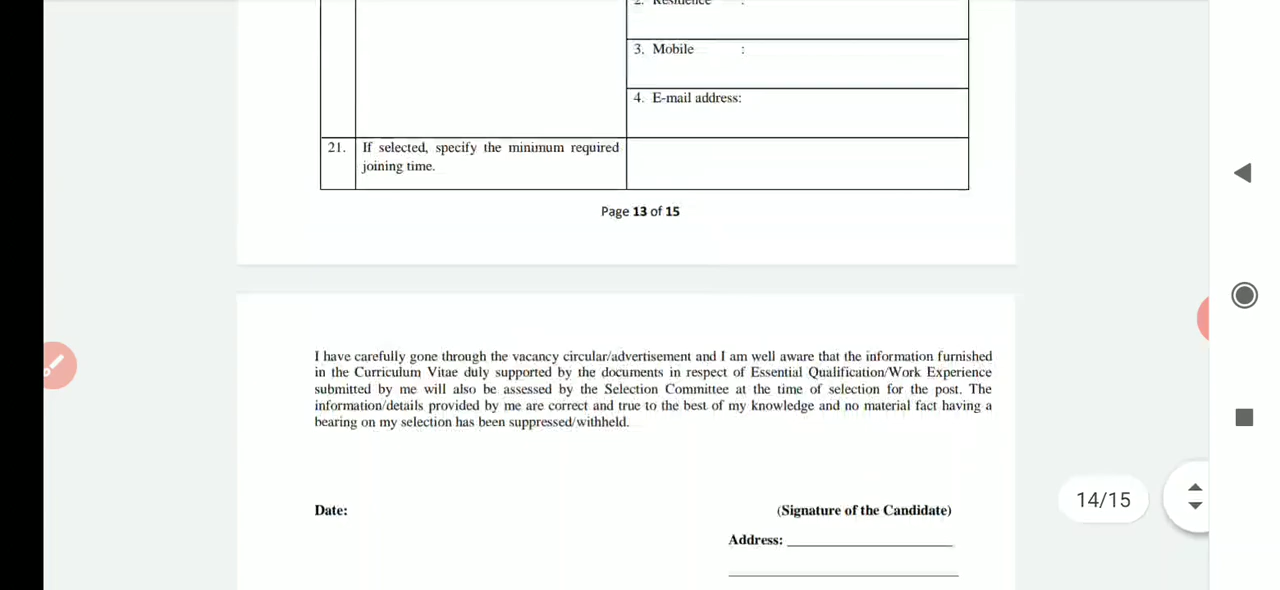 2. Residence :
3. Mobile :
4. E-mail address:
21. If selected, specify the minimum required
joining time.
Page 13 of 15
I have carefully gone through the vacancy circular/advertisement and I am well aware that the information furnished
in the Curriculum Vitae duly supported by the documents in respect of Essential Qualification/Work Experience
submitted by me will also be assessed by the Selection Committee at the time of selection for the post. The
information/details provided by me are correct and true to the best of my knowledge and no material fact having a
bearing on my selection has been suppressed/withheld.
Date: (Signature of the Candidate)
Address:
14/15